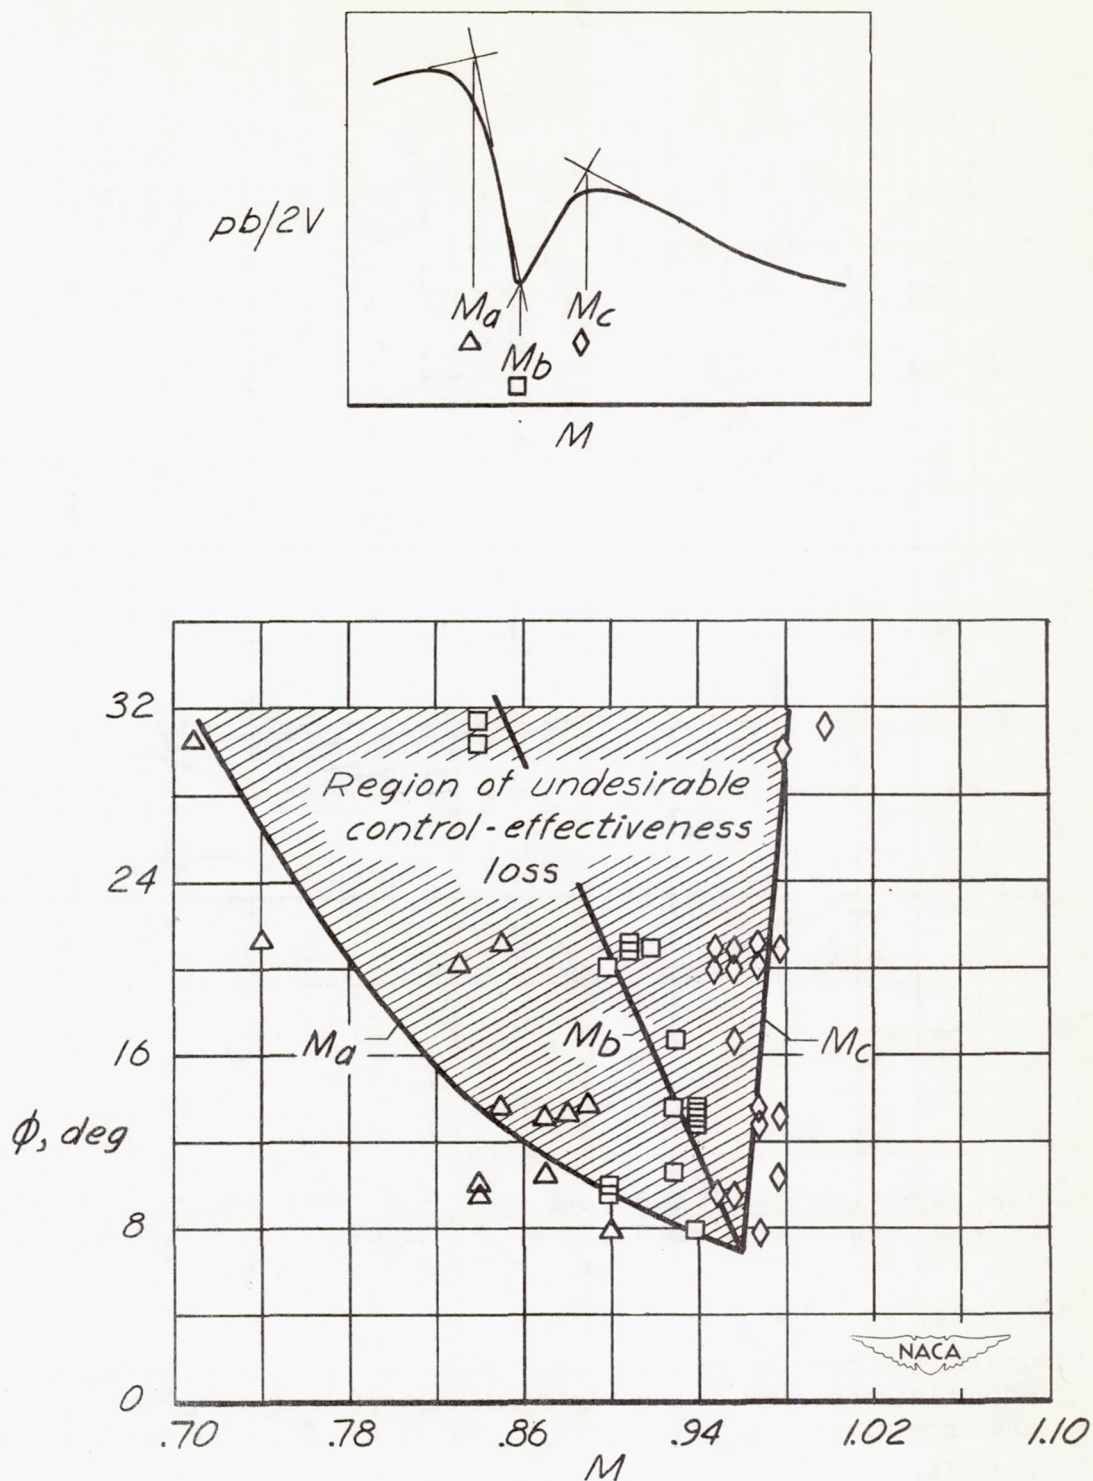 pb/2V
Ma
Mc
Mb
M
32
Region of undesirable
control-effectiveness
loss
24
Ma
Mb
Mc
16
φ, deg
8
NACA
0
.70 .78 .86 .94 1.02 1.10
M